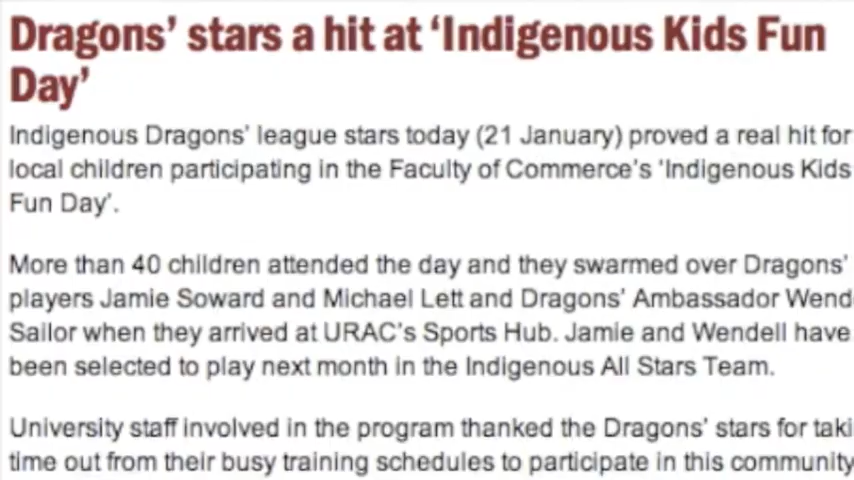 Dragons’ stars a hit at ‘Indigenous Kids Fun
Day’
Indigenous Dragons’ league stars today (21 January) proved a real hit for
local children participating in the Faculty of Commerce’s ‘Indigenous Kids
Fun Day’.
More than 40 children attended the day and they swarmed over Dragons’
players Jamie Soward and Michael Lett and Dragons’ Ambassador Wend
Sailor when they arrived at URAC’s Sports Hub. Jamie and Wendell have
been selected to play next month in the Indigenous All Stars Team.
University staff involved in the program thanked the Dragons’ stars for taki
time out from their busy training schedules to participate in this community